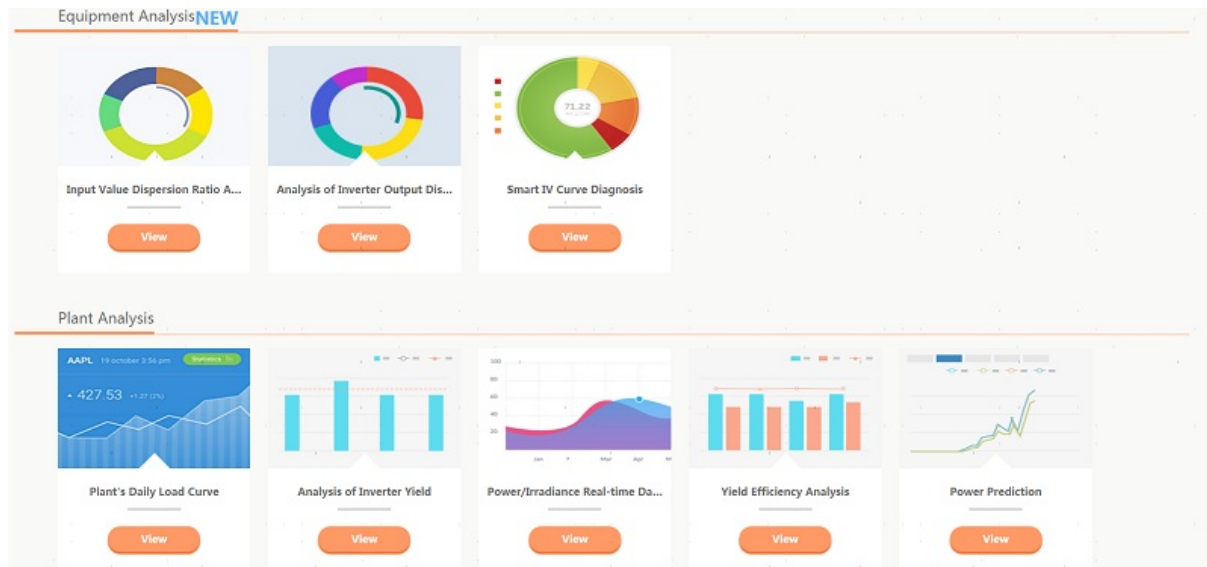 Equipment Analysis NEW
71.22
Input Value Dispersion Ratio A...
Analysis of Inverter Output Dis...
Smart IV Curve Diagnosis
View
View
View
Plant Analysis
AAPL 19 october 3:56 pm Statistics
427.53 +1.27 (2%)
100
80
60
40
20
Jan
F
Mar
Apr
M
Plant's Daily Load Curve
Analysis of Inverter Yield
Power/Irradiance Real-time Da...
Yield Efficiency Analysis
Power Prediction
View
View
View
View
View